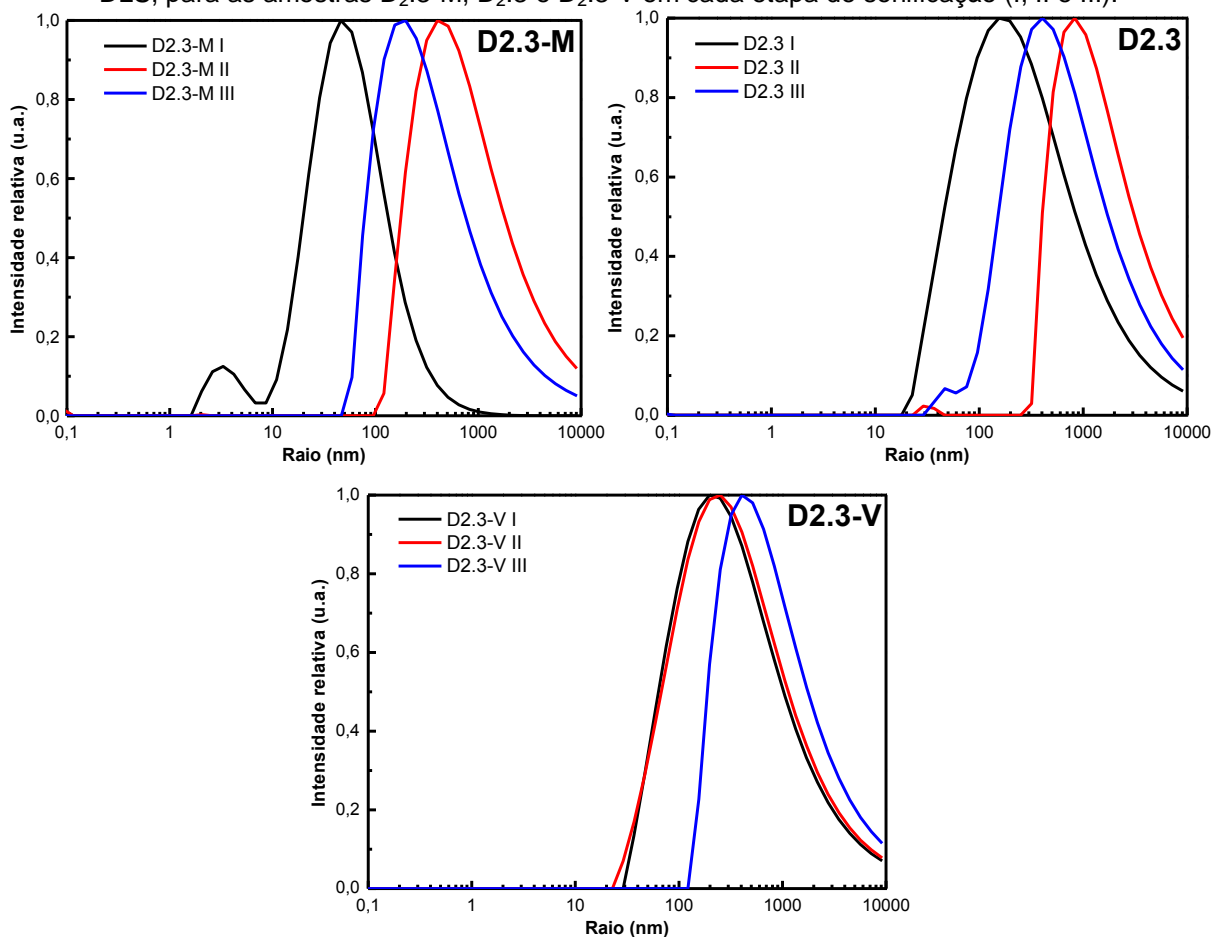 DLS, para as amostras D₂.3-M, D₂.3 e D₂.3-V em cada etapa de sonificação (I, II e III).
D2.3-M
D2.3-M I
D2.3-M II
D2.3-M III
Intensidade relativa (u.a.)
1,0
0,8
0,6
0,4
0,2
0,0
0,1 1 10 100 1000 10000
Raio (nm)
D2.3
D2.3 I
D2.3 II
D2.3 III
Intensidade relativa (u.a.)
1,0
0,8
0,6
0,4
0,2
0,0
0,1 1 10 100 1000 10000
Raio (nm)
D2.3-V
D2.3-V I
D2.3-V II
D2.3-V III
Intensidade relativa (u.a.)
1,0
0,8
0,6
0,4
0,2
0,0
0,1 1 10 100 1000 10000
Raio (nm)